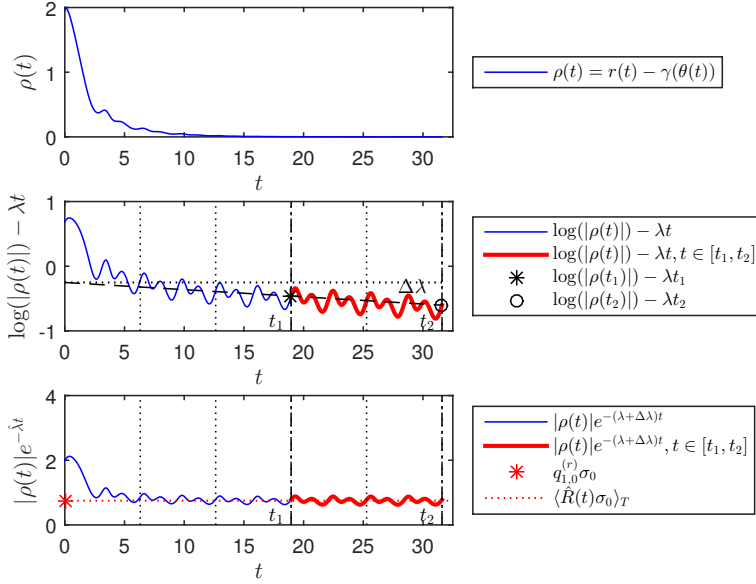 2
1
0
ρ(t)
0 5 10 15 20 25 30
t
ρ(t) = r(t) − γ(θ(t))
1
0
-1
log(|ρ(t)|) − λt
Δλ
t₁ t₂
0 5 10 15 20 25 30
t
log(|ρ(t)|) − λt
log(|ρ(t)|) − λt, t ∈ [t₁, t₂]
log(|ρ(t₁)|) − λt₁
log(|ρ(t₂)|) − λt₂
4
2
0
|ρ(t)|e^{−λ̂t}
t₁ t₂
0 5 10 15 20 25 30
t
|ρ(t)|e^{−(λ+Δλ)t}
|ρ(t)|e^{−(λ+Δλ)t}, t ∈ [t₁, t₂]
q_{1,0}^{(r)}σ₀
⟨R̂(t)σ₀⟩_T